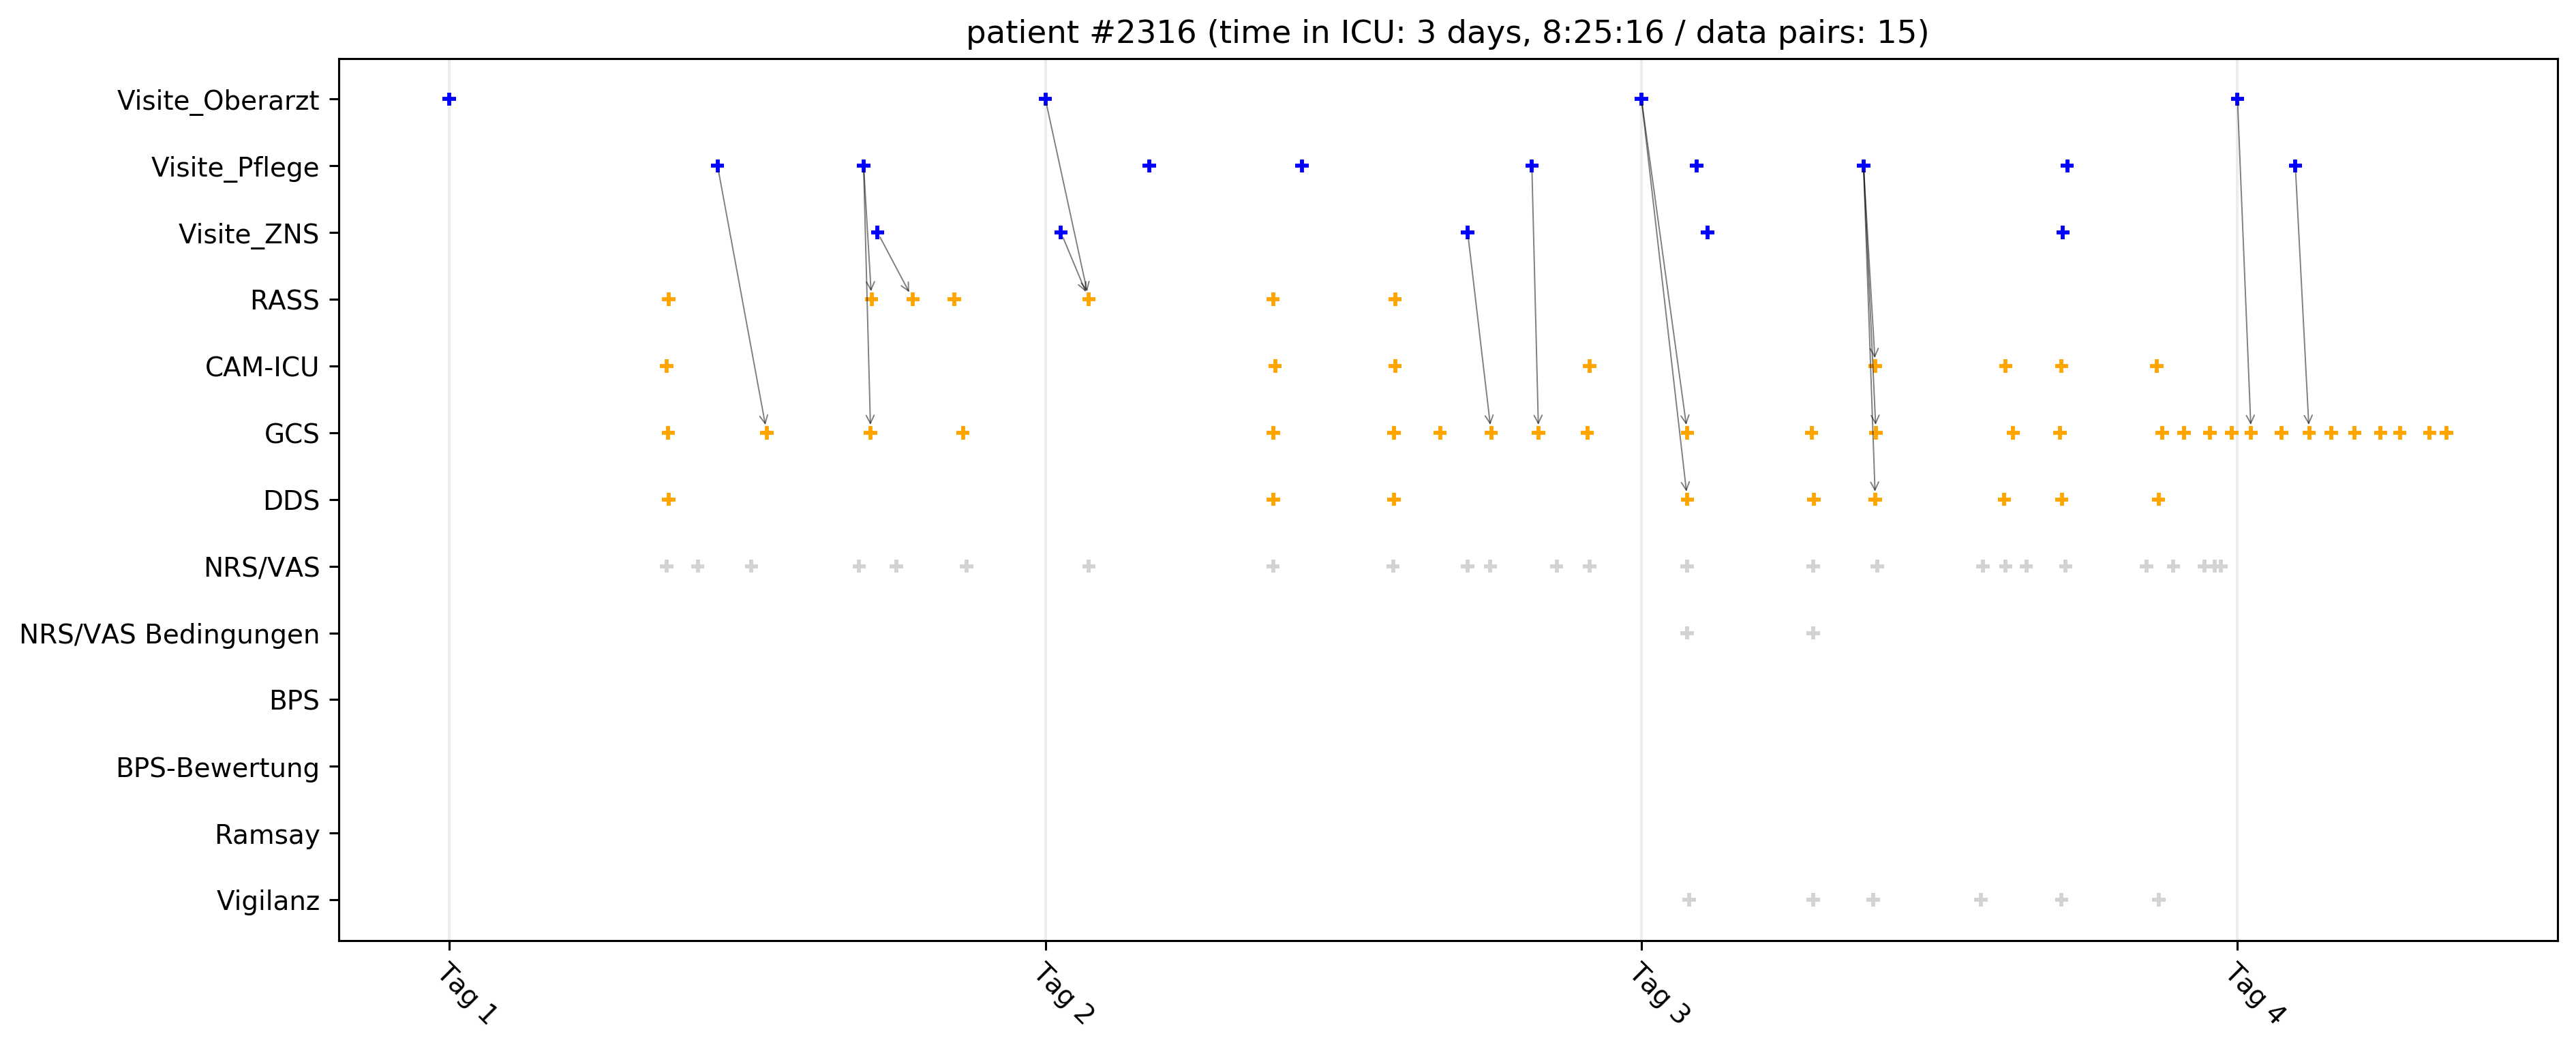 patient #2316 (time in ICU: 3 days, 8:25:16 / data pairs: 15)
Visite_Oberarzt
Visite_Pflege
Visite_ZNS
RASS
CAM-ICU
GCS
DDS
NRS/VAS
NRS/VAS Bedingungen
BPS
BPS-Bewertung
Ramsay
Vigilanz
Tag 1
Tag 2
Tag 3
Tag 4